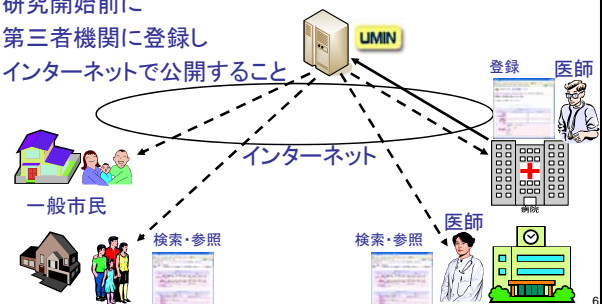 研究開始前に
第三者機関に登録し
インターネットで公開すること
UMIN
登録
医師
インターネット
病院
一般市民
医師
検索・参照
検索・参照
6